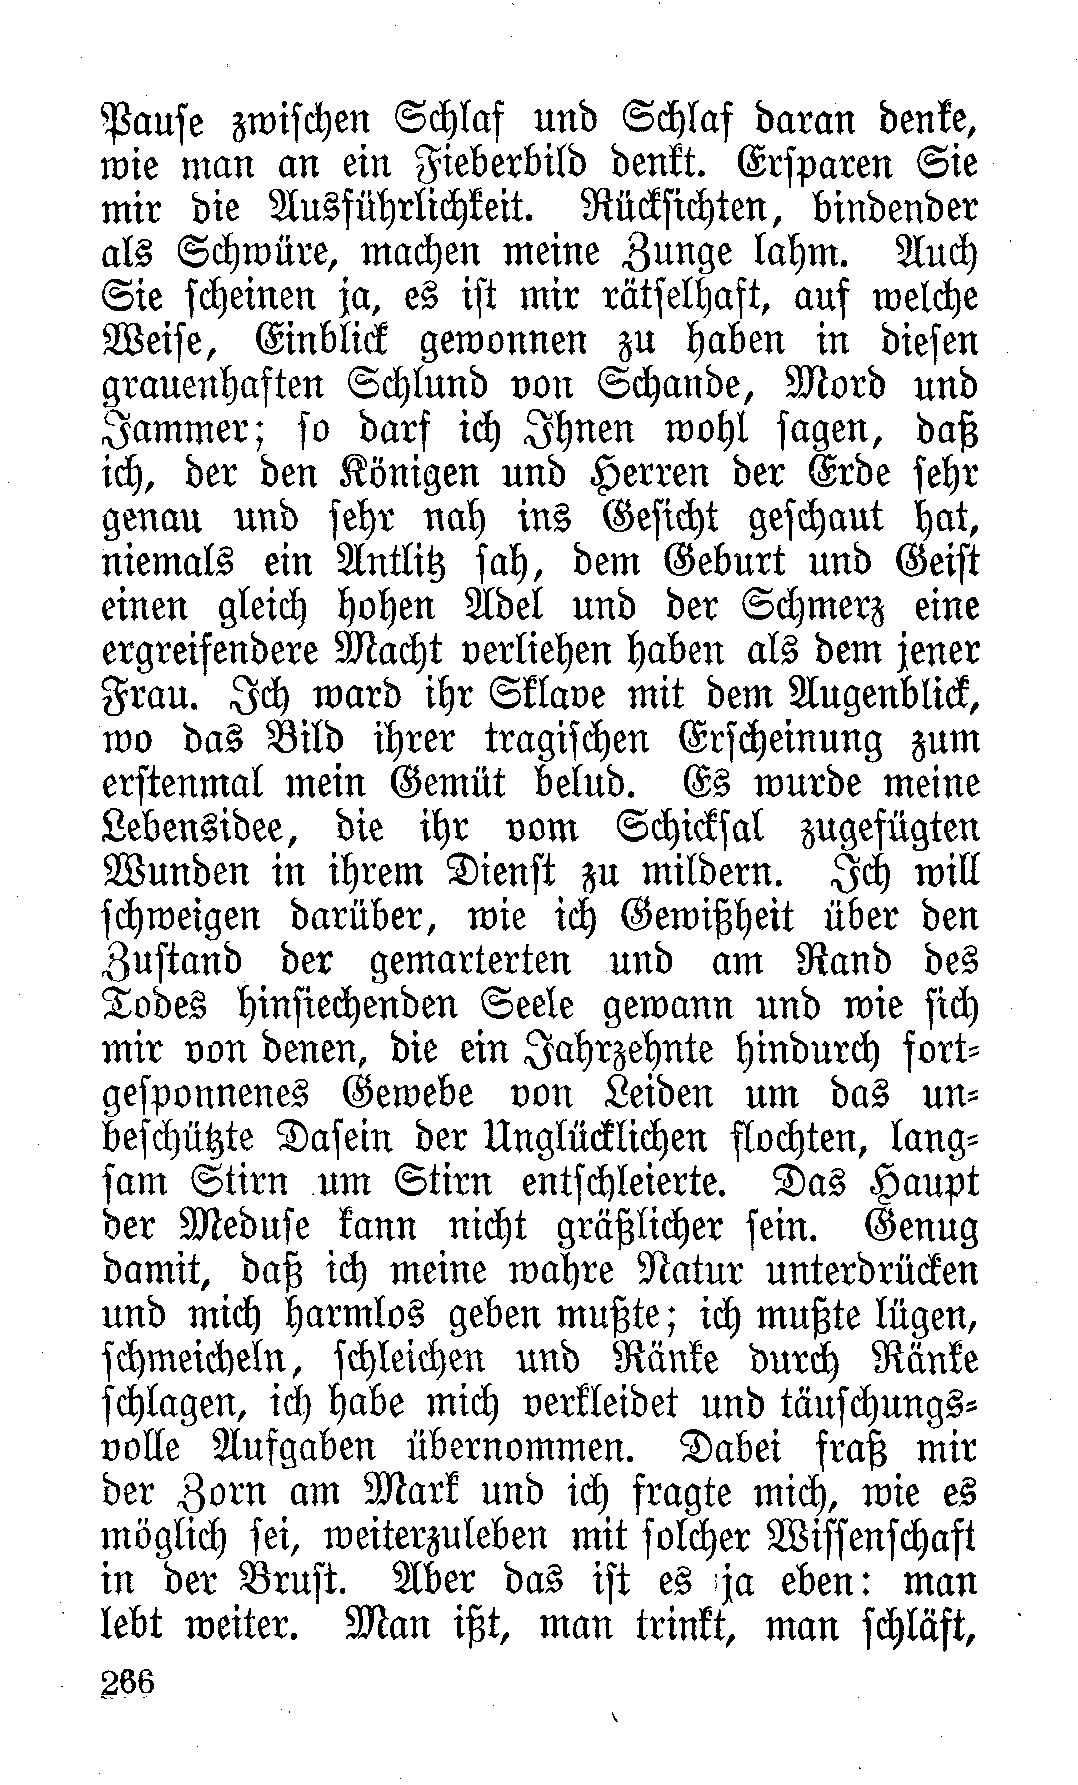 Pause zwischen Schlaf und Schlaf daran denke,
wie man an ein Fieberbild denkt. Ersparen Sie
mir die Ausführlichkeit. Rücksichten, bindender
als Schwüre, machen meine Zunge lahm. Auch
Sie scheinen ja, es ist mir rätselhaft, auf welche
Weise, Einblick gewonnen zu haben in diesen
grauenhaften Schlund von Schande, Mord und
Jammer; so darf ich Ihnen wohl sagen, daß
ich, der den Königen und Herren der Erde sehr
genau und sehr nah ins Gesicht geschaut hat,
niemals ein Antlitz sah, dem Geburt und Geist
einen gleich hohen Adel und der Schmerz eine
ergreifendere Macht verliehen haben als dem jener
Frau. Ich ward ihr Sklave mit dem Augenblick,
wo das Bild ihrer tragischen Erscheinung zum
erstenmal mein Gemüt belud. Es wurde meine
Lebensidee, die ihr vom Schicksal zugefügten
Wunden in ihrem Dienst zu mildern. Ich will
schweigen darüber, wie ich Gewißheit über den
Zustand der gemarterten und am Rand des
Todes hinsiechenden Seele gewann und wie sich
mir von denen, die ein Jahrzehnte hindurch fort-
gesponnenes Gewebe von Leiden um das un-
beschützte Dasein der Unglücklichen flochten, lang-
sam Stirn um Stirn entschleierte. Das Haupt
der Meduse kann nicht gräßlicher sein. Genug
damit, daß ich meine wahre Natur unterdrücken
und mich harmlos geben mußte; ich mußte lügen,
schmeicheln, schleichen und Ränke durch Ränke
schlagen, ich habe mich verkleidet und täuschungs-
volle Aufgaben übernommen. Dabei fraß mir
der Zorn am Mark und ich fragte mich, wie es
möglich sei, weiterzuleben mit solcher Wissenschaft
in der Brust. Aber das ist es ja eben: man
lebt weiter. Man ißt, man trinkt, man schläft,
266